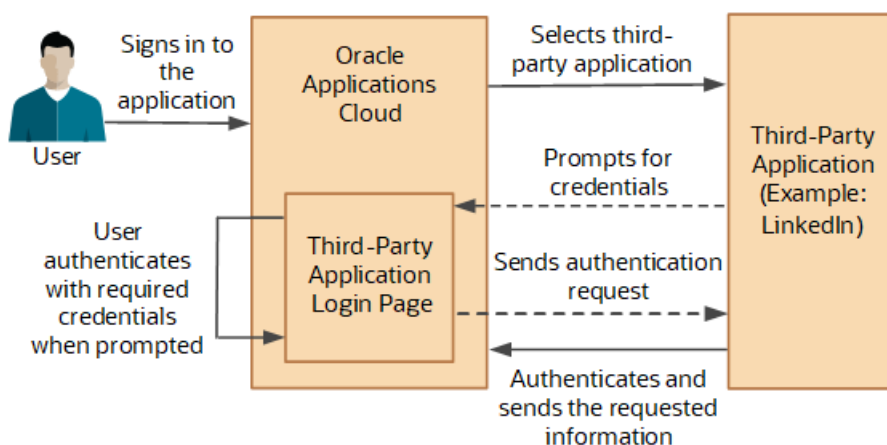 Signs in to
the
application
User
Oracle
Applications
Cloud
Selects third-
party application
Third-Party
Application
(Example:
LinkedIn)
Prompts for
credentials
User
authenticates
with required
credentials
when prompted
Third-Party
Application
Login Page
Sends authentication
request
Authenticates and
sends the requested
information